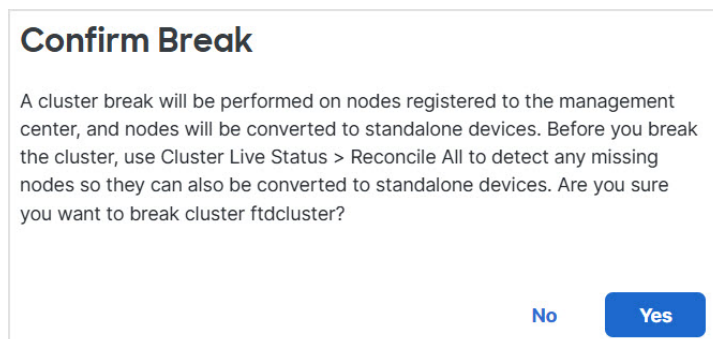 Confirm Break
A cluster break will be performed on nodes registered to the management
center, and nodes will be converted to standalone devices. Before you break
the cluster, use Cluster Live Status > Reconcile All to detect any missing
nodes so they can also be converted to standalone devices. Are you sure
you want to break cluster ftdcluster?
No Yes